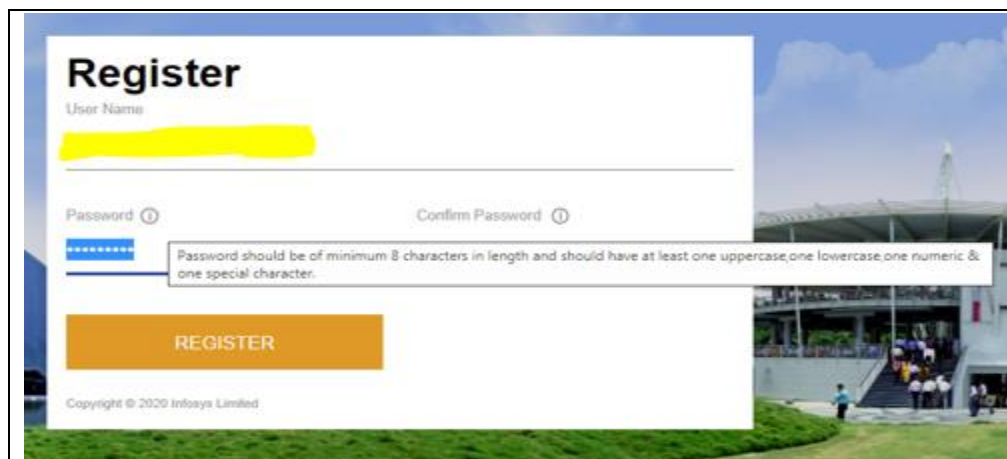 Register
User Name
Password
Confirm Password
Password should be of minimum 8 characters in length and should have at least one uppercase,one lowercase,one numeric &
one special character.
REGISTER
Copyright © 2020 Infosys Limited